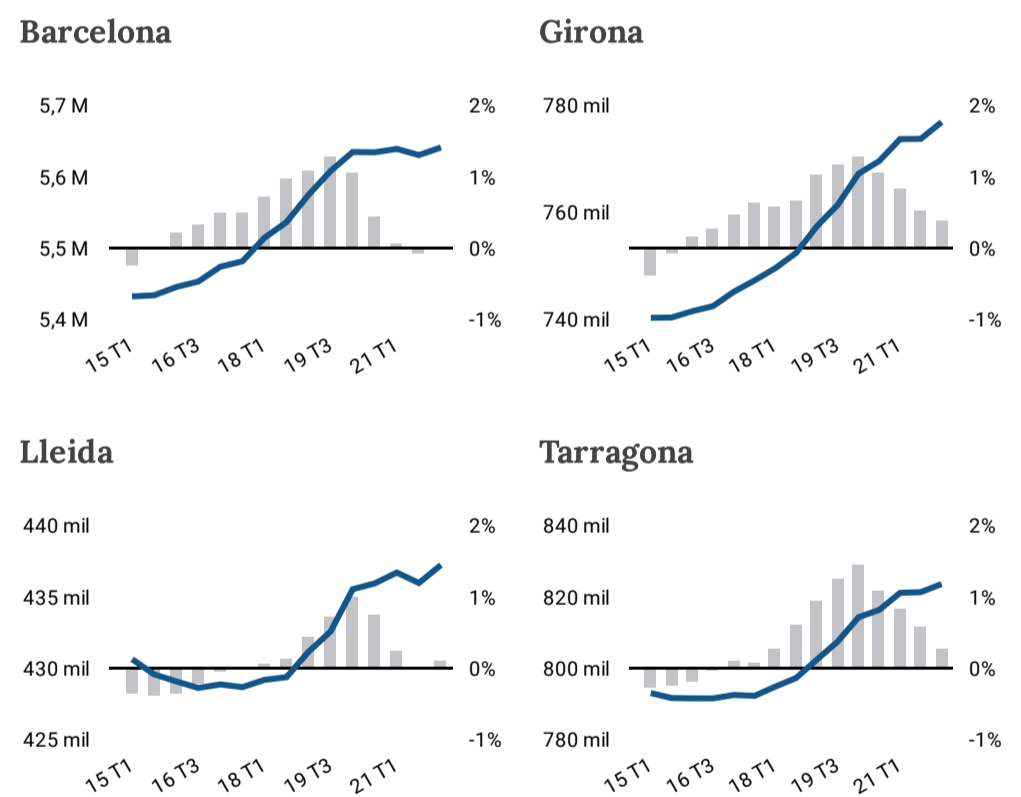 Barcelona
5,7 M 2%
5,6 M 1%
5,5 M 0%
5,4 M -1%
15 T1 16 T3 18 T1 19 T3 21 T1
Girona
780 mil 2%
1%
760 mil
0%
740 mil -1%
15 T1 16 T3 18 T1 19 T3 21 T1
Lleida
440 mil 2%
435 mil 1%
430 mil 0%
425 mil -1%
15 T1 16 T3 18 T1 19 T3 21 T1
Tarragona
840 mil 2%
820 mil 1%
800 mil 0%
780 mil -1%
15 T1 16 T3 18 T1 19 T3 21 T1